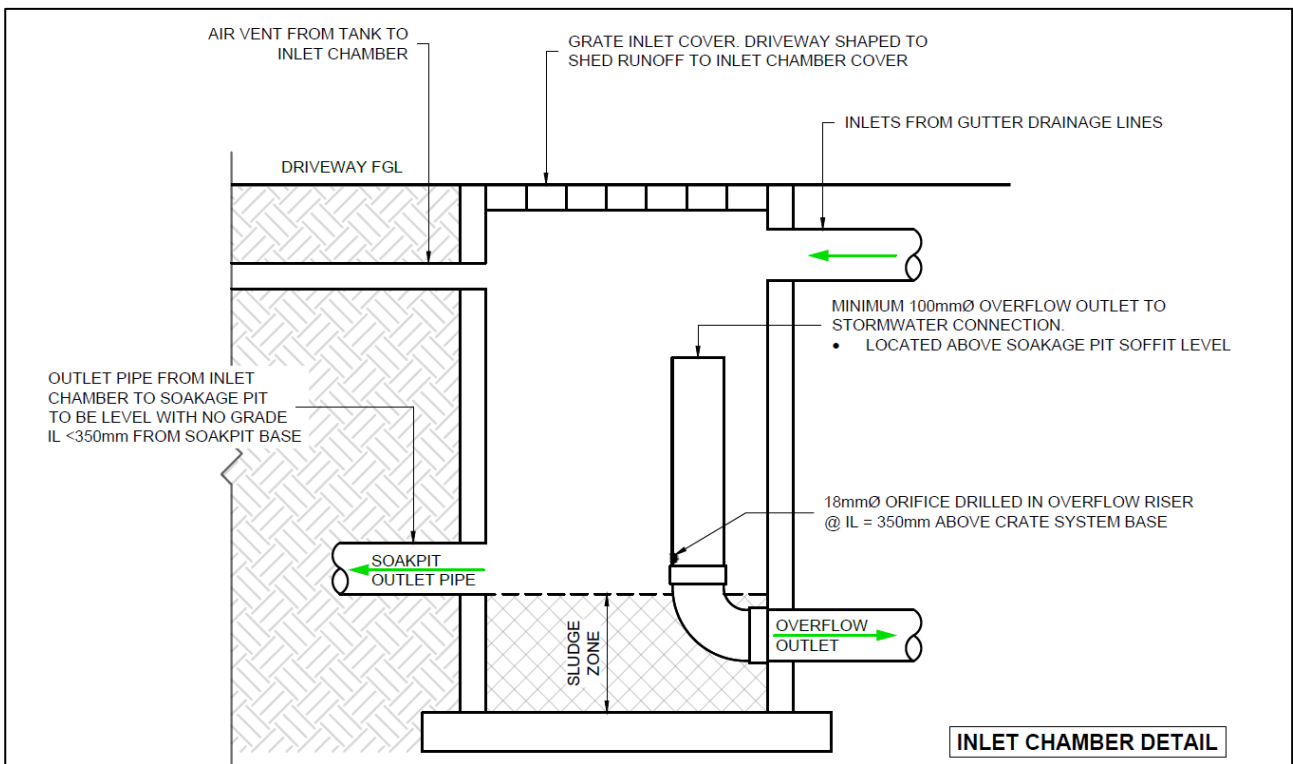 AIR VENT FROM TANK TO
INLET CHAMBER
GRATE INLET COVER. DRIVEWAY SHAPED TO
SHED RUNOFF TO INLET CHAMBER COVER
INLETS FROM GUTTER DRAINAGE LINES
DRIVEWAY FGL
MINIMUM 100mmØ OVERFLOW OUTLET TO
STORMWATER CONNECTION.
• LOCATED ABOVE SOAKAGE PIT SOFFIT LEVEL
OUTLET PIPE FROM INLET
CHAMBER TO SOAKAGE PIT
TO BE LEVEL WITH NO GRADE
IL <350mm FROM SOAKPIT BASE
18mmØ ORIFICE DRILLED IN OVERFLOW RISER
@ IL = 350mm ABOVE CRATE SYSTEM BASE
SOAKPIT
OUTLET PIPE
SLUDGE
ZONE
OVERFLOW
OUTLET
INLET CHAMBER DETAIL